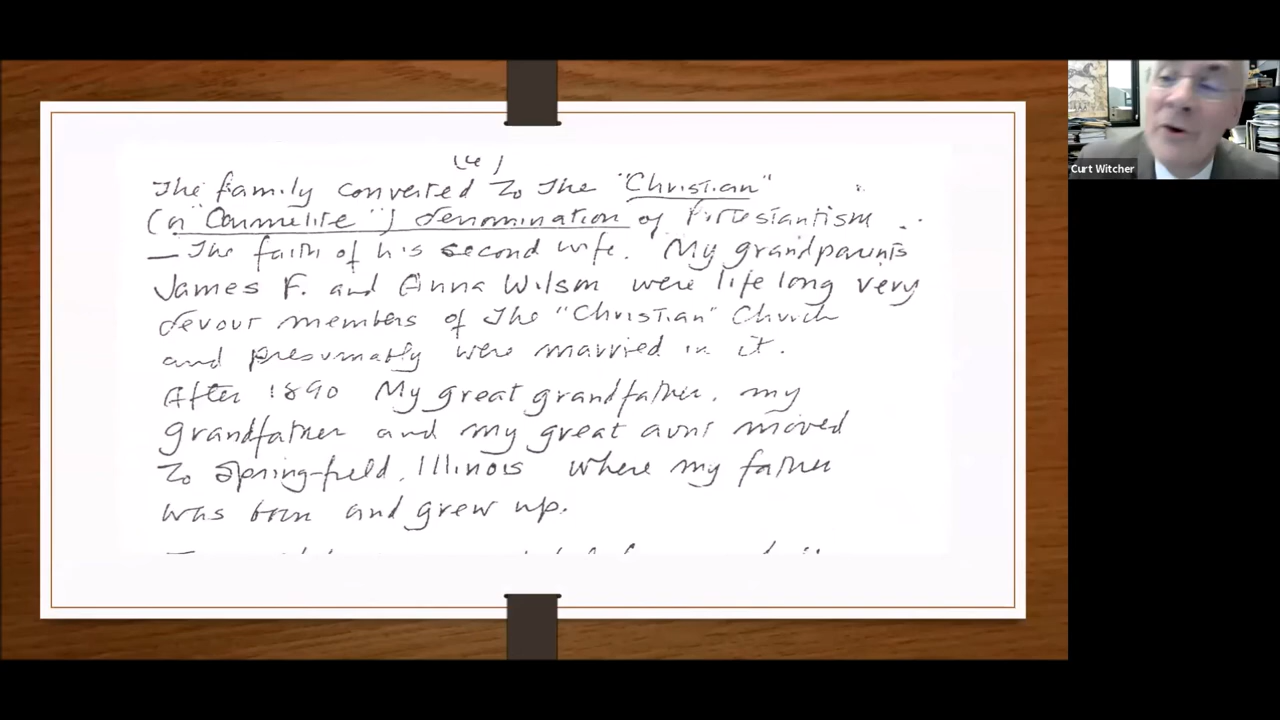 (4)
The family converted to the "Christian"
(or "Cammelite") denomination of Protestantism
— The faith of his second wife. My grandparents
James F. and Anna Wilson were life long very
devout members of the "Christian" Church
and presumably were married in it.
After 1890 My great grandfather, my
grandfather and my great aunt moved
to Springfield, Illinois where my father
was born and grew up.
Curt Witcher